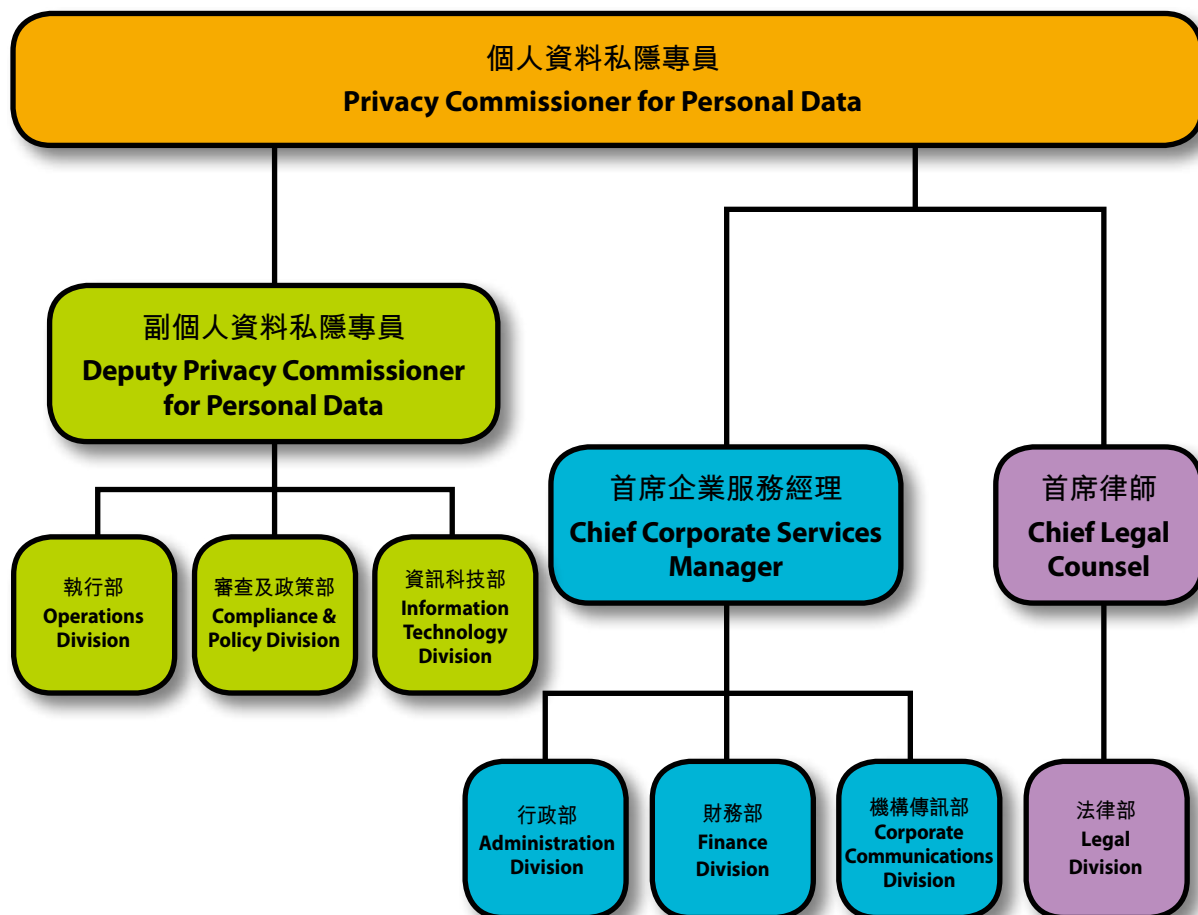 個人資料私隱專員
Privacy Commissioner for Personal Data
副個人資料私隱專員
Deputy Privacy Commissioner
for Personal Data
首席企業服務經理
Chief Corporate Services
Manager
首席律師
Chief Legal
Counsel
執行部
Operations
Division
審查及政策部
Compliance &
Policy Division
資訊科技部
Information
Technology
Division
行政部
Administration
Division
財務部
Finance
Division
機構傳訊部
Corporate
Communications
Division
法律部
Legal
Division